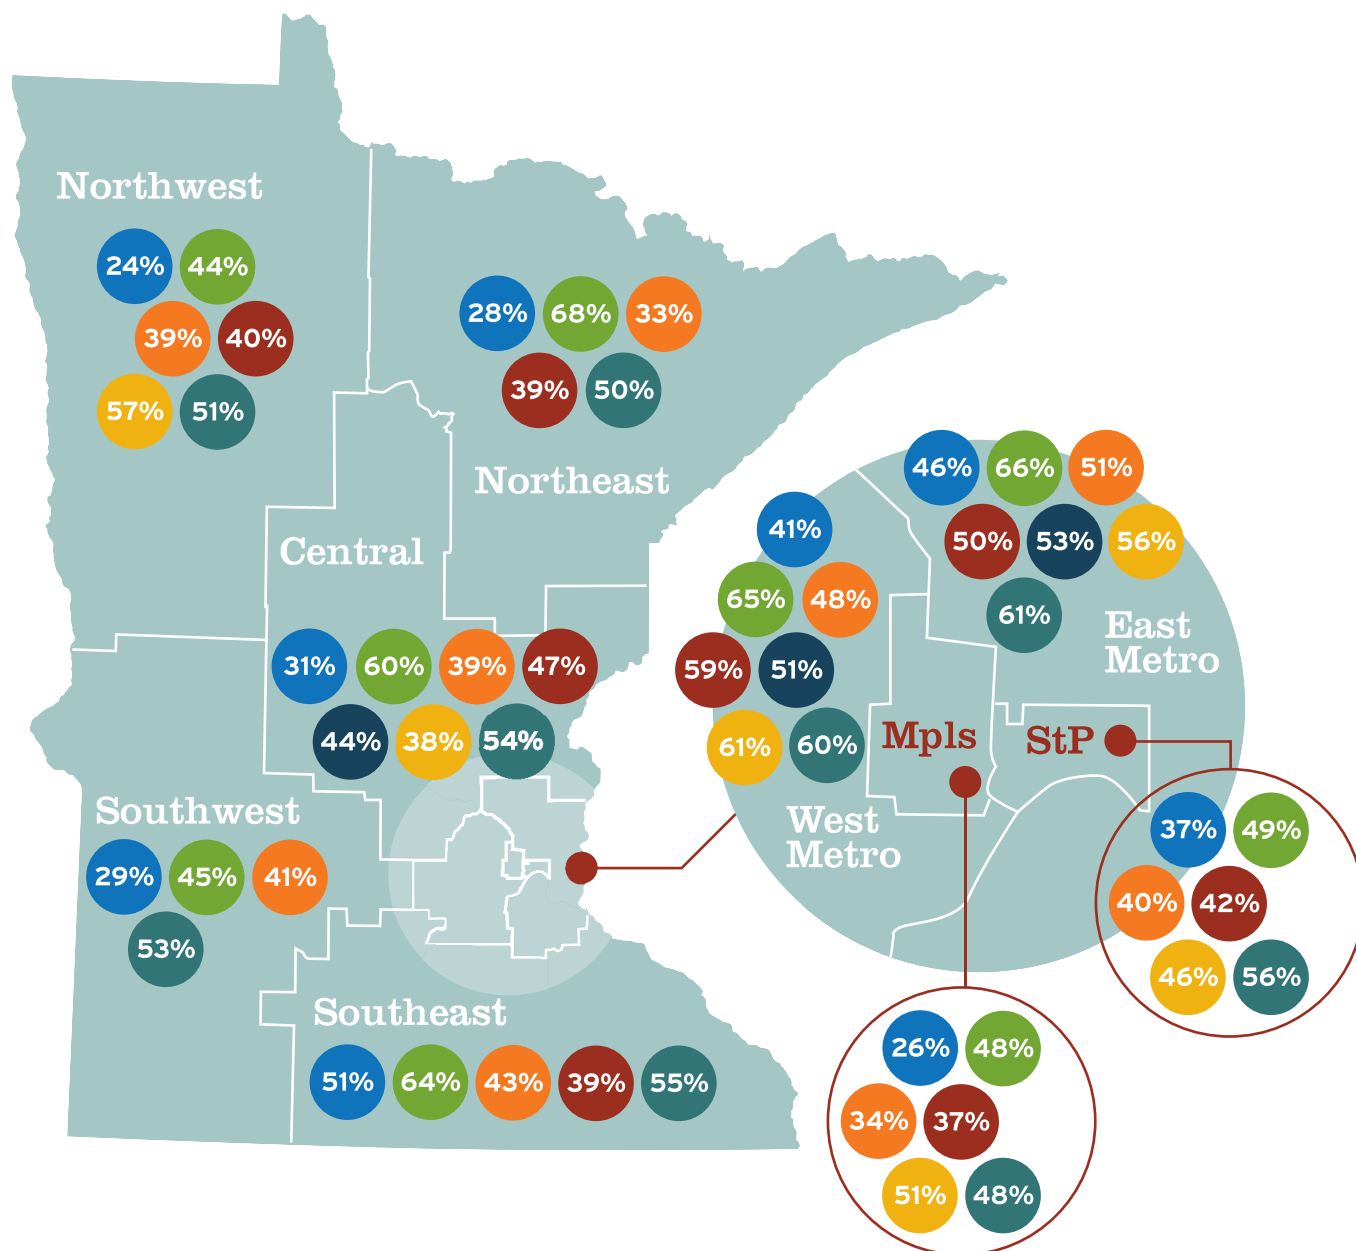 Northwest
24% 44%
39% 40%
57% 51%
28% 68% 33%
39% 50%
Northeast
Central
31% 60% 39% 47%
44% 38% 54%
Southwest
29% 45% 41%
53%
Southeast
51% 64% 43% 39% 55%
46% 66% 51%
50% 53% 56%
61%
East
Metro
41%
65% 48%
59% 51%
61% 60%
West
Metro
Mpls
StP
37% 49%
40% 42%
46% 56%
26% 48%
34% 37%
51% 48%